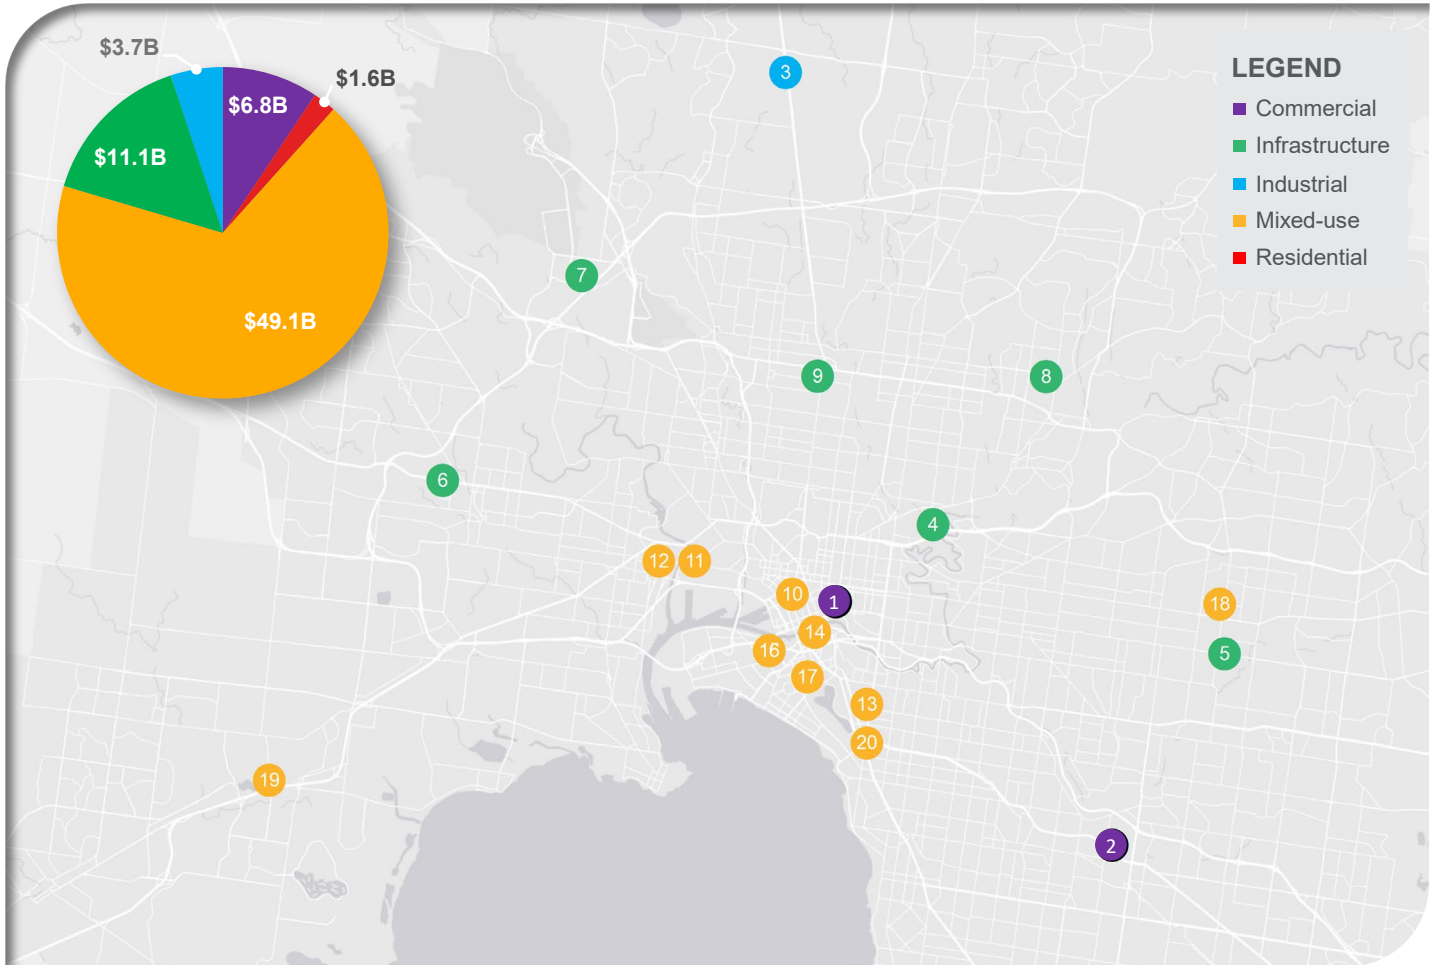 $3.7B
$1.6B
$6.8B
$11.1B
$49.1B
LEGEND
Commercial
Infrastructure
Industrial
Mixed-use
Residential
3
7
9
8
6
4
12
11
10
1
18
14
16
5
17
13
20
19
2